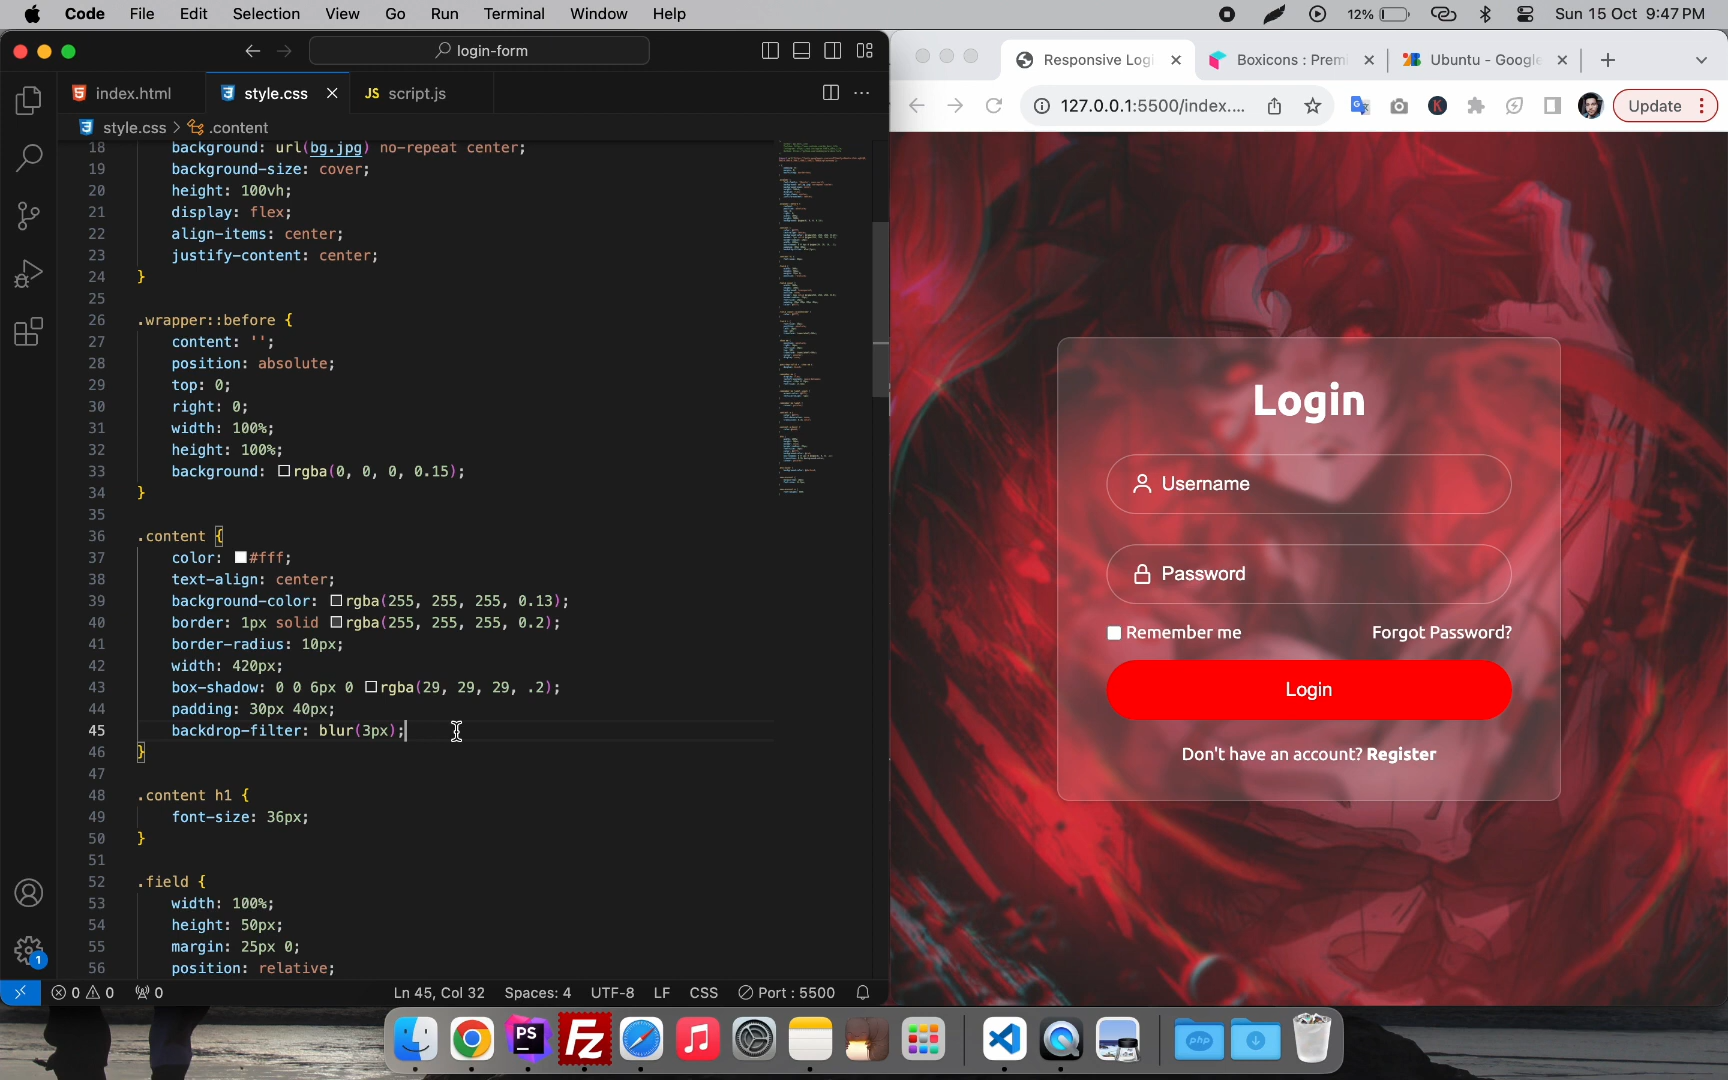 Code File Edit Selection View Go Run Terminal Window Help 12% Sun 15 Oct 9:47 PM
login-form
index.html style.css JS script.js
style.css > .content
18 background: url(bg.jpg) no-repeat center;
19 background-size: cover;
20 height: 100vh;
21 display: flex;
22 align-items: center;
23 justify-content: center;
24 }
25
26 .wrapper::before {
27 content: '';
28 position: absolute;
29 top: 0;
30 right: 0;
31 width: 100%;
32 height: 100%;
33 background: rgba(0, 0, 0, 0.15);
34 }
35
36 .content {
37 color: #fff;
38 text-align: center;
39 background-color: rgba(255, 255, 255, 0.13);
40 border: 1px solid rgba(255, 255, 255, 0.2);
41 border-radius: 10px;
42 width: 420px;
43 box-shadow: 0 0 6px 0 rgba(29, 29, 29, .2);
44 padding: 30px 40px;
45 backdrop-filter: blur(3px);
46 }
47
48 .content h1 {
49 font-size: 36px;
50 }
51
52 .field {
53 width: 100%;
54 height: 50px;
55 margin: 25px 0;
56 position: relative;
1
0 0 0 Ln 45, Col 32 Spaces: 4 UTF-8 LF CSS Port : 5500
Responsive Logi Boxicons : Premi Ubuntu - Google
127.0.0.1:5500/index.... K Update
Login
Username
Password
Remember me Forgot Password?
Login
Don't have an account? Register
PS FZ php